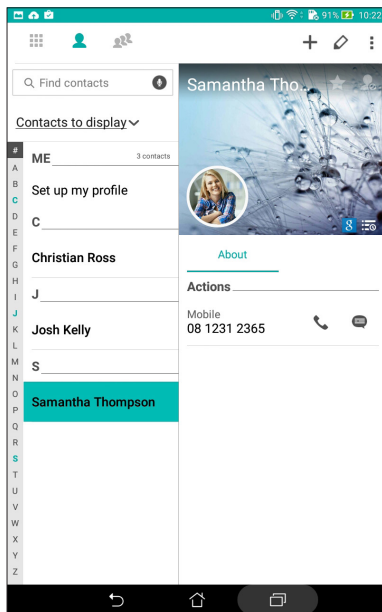 91% 10:22
Find contacts
Contacts to display
#
A
B
C
D
E
F
G
H
I
J
K
L
M
N
O
P
Q
R
S
T
U
V
W
X
Y
Z
ME 3 contacts
Set up my profile
C
Christian Ross
J
Josh Kelly
S
Samantha Thompson
Samantha Tho...
8
About
Actions
Mobile
08 1231 2365